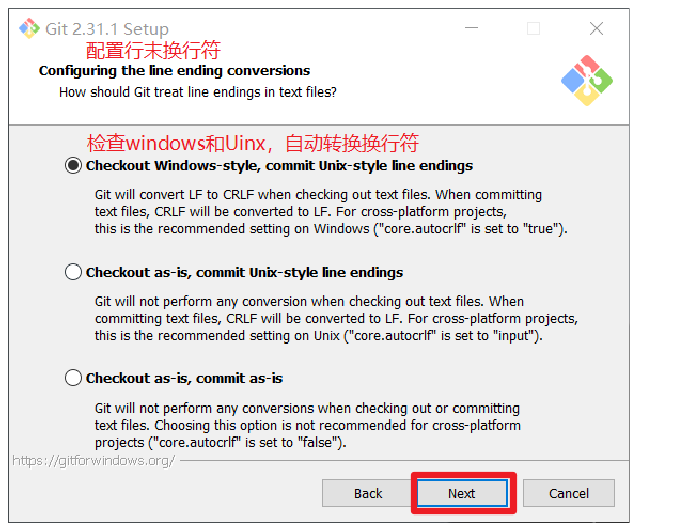 Git 2.31.1 Setup
配置行末换行符
Configuring the line ending conversions
How should Git treat line endings in text files?
检查windows和Uinx，自动转换换行符
Checkout Windows-style, commit Unix-style line endings
Git will convert LF to CRLF when checking out text files. When committing
text files, CRLF will be converted to LF. For cross-platform projects,
this is the recommended setting on Windows ("core.autocrlf" is set to "true").
Checkout as-is, commit Unix-style line endings
Git will not perform any conversion when checking out text files. When
committing text files, CRLF will be converted to LF. For cross-platform projects,
this is the recommended setting on Unix ("core.autocrlf" is set to "input").
Checkout as-is, commit as-is
Git will not perform any conversions when checking out or committing
text files. Choosing this option is not recommended for cross-platform
projects ("core.autocrlf" is set to "false").
https://gitforwindows.org/
Back
Next
Cancel